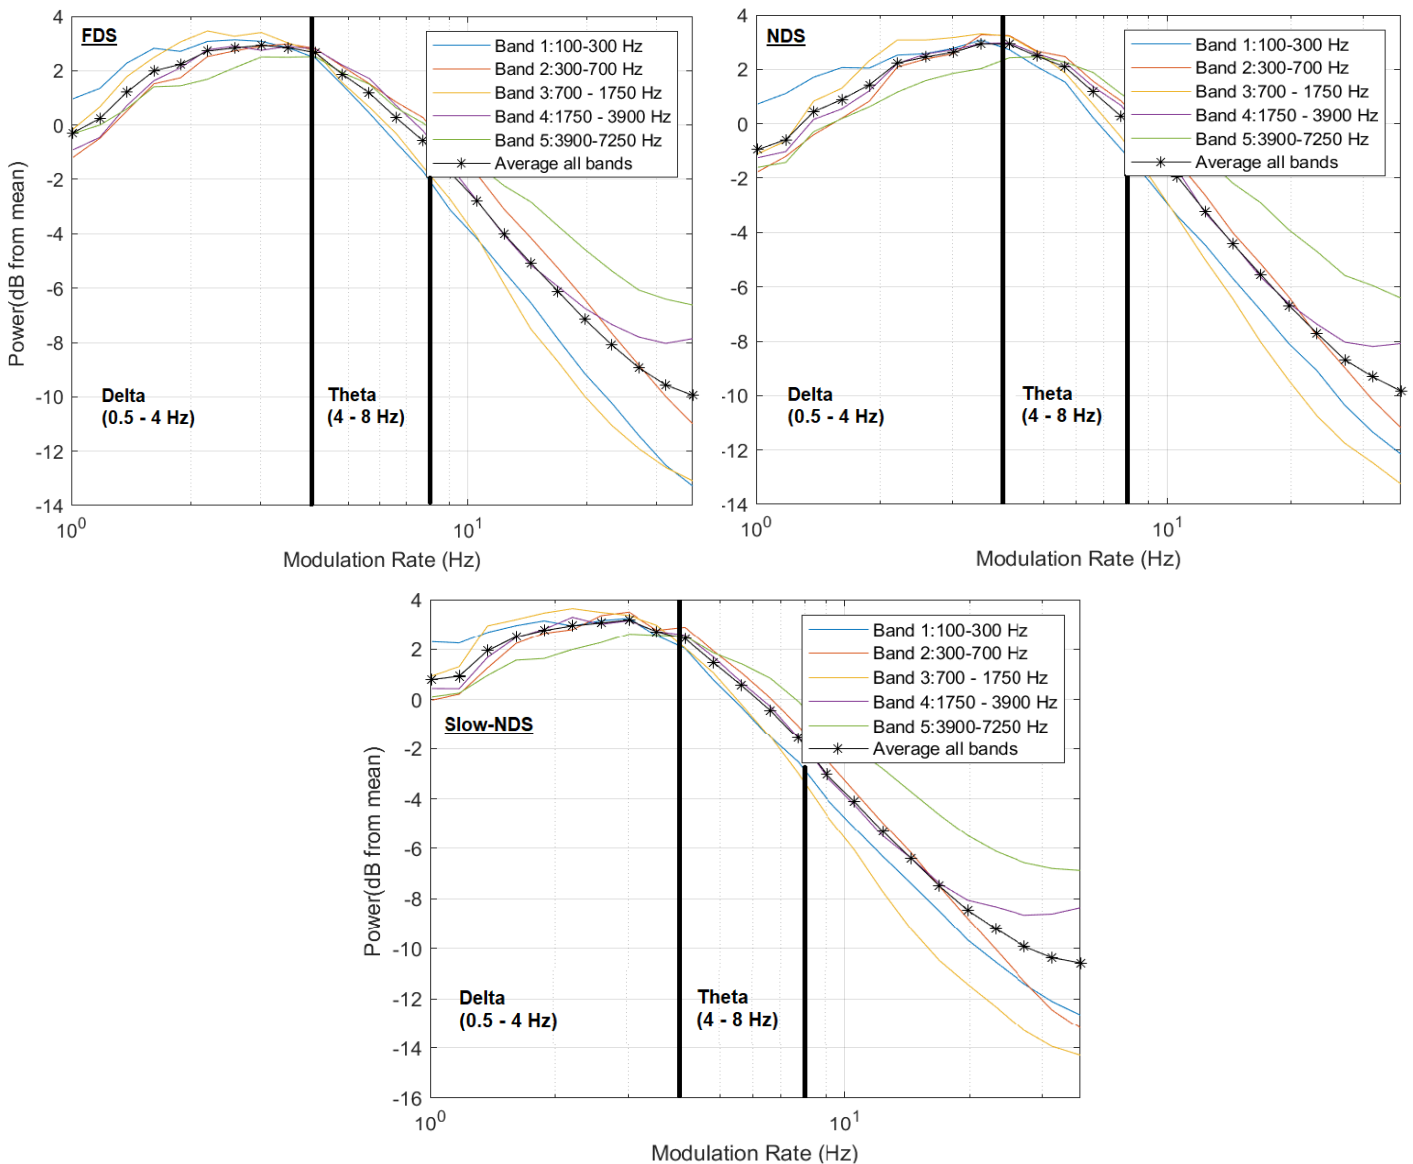 FDS
4
2
0
-2
-4
-6
-8
-10
-12
-14
Power(dB from mean)
Band 1:100-300 Hz
Band 2:300-700 Hz
Band 3:700 - 1750 Hz
Band 4:1750 - 3900 Hz
Band 5:3900-7250 Hz
Average all bands
Delta
(0.5 - 4 Hz)
Theta
(4 - 8 Hz)
10^0
10^1
Modulation Rate (Hz)
NDS
4
2
0
-2
-4
-6
-8
-10
-12
-14
Band 1:100-300 Hz
Band 2:300-700 Hz
Band 3:700 - 1750 Hz
Band 4:1750 - 3900 Hz
Band 5:3900-7250 Hz
Average all bands
Delta
(0.5 - 4 Hz)
Theta
(4 - 8 Hz)
10^0
10^1
Modulation Rate (Hz)
4
2
0
-2
-4
-6
-8
-10
-12
-14
-16
Power(dB from mean)
Slow-NDS
Band 1:100-300 Hz
Band 2:300-700 Hz
Band 3:700 - 1750 Hz
Band 4:1750 - 3900 Hz
Band 5:3900-7250 Hz
Average all bands
Delta
(0.5 - 4 Hz)
Theta
(4 - 8 Hz)
10^0
10^1
Modulation Rate (Hz)